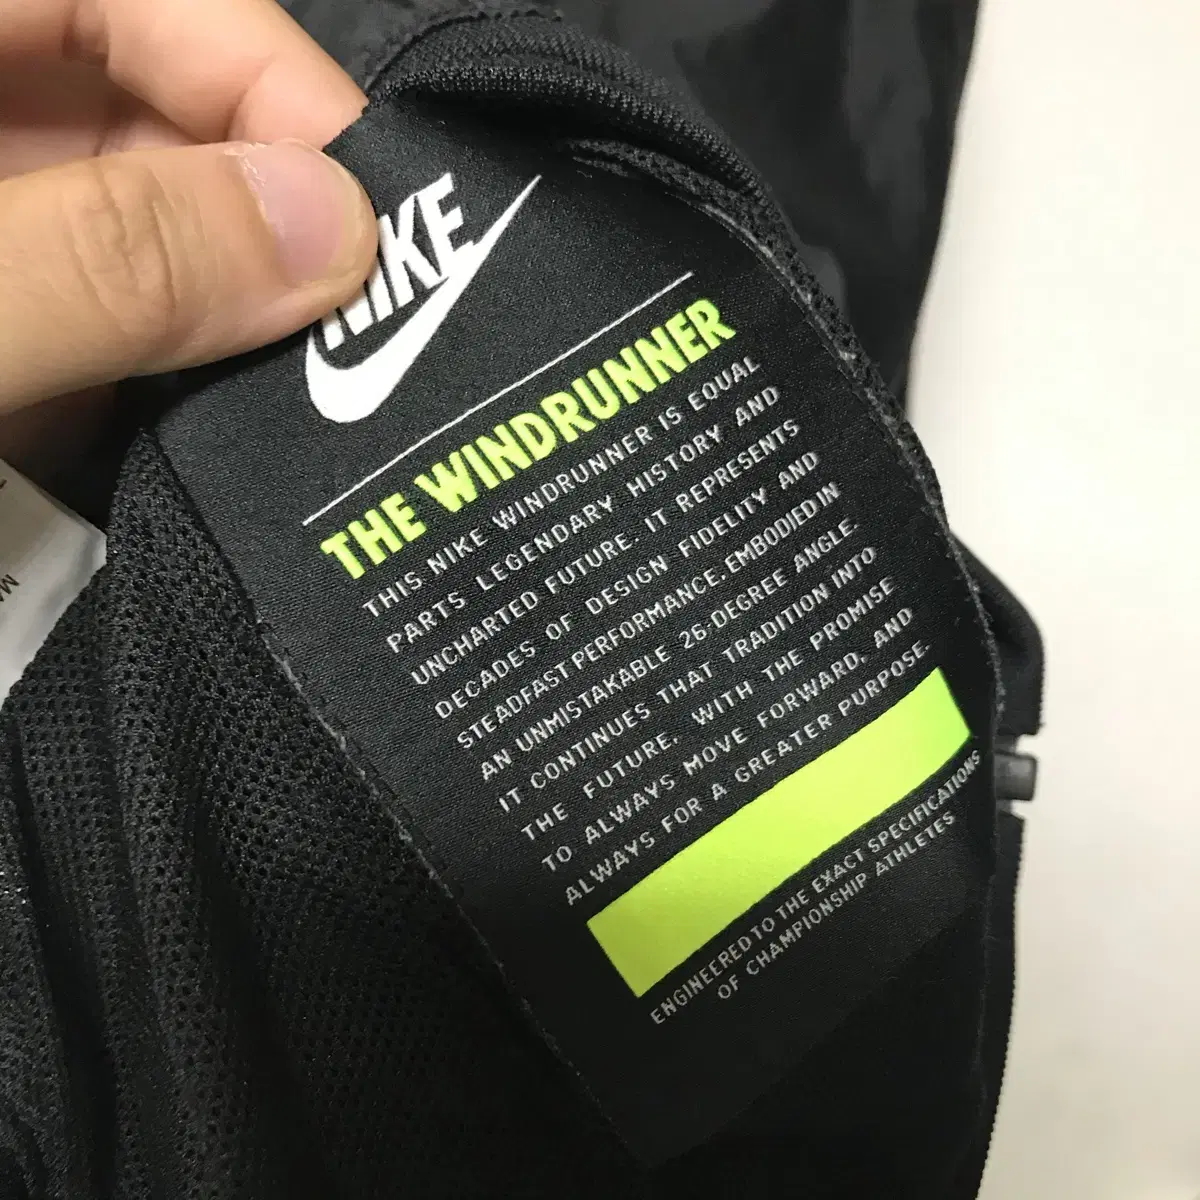 NIKE
THE WINDRUNNER
THIS NIKE WINDRUNNER IS EQUAL
PARTS LEGENDARY HISTORY AND
UNCHARTED FUTURE. IT REPRESENTS
DECADES OF DESIGN FIDELITY AND
STEADFAST PERFORMANCE, EMBODIED IN
AN UNMISTAKABLE 26-DEGREE ANGLE.
IT CONTINUES THAT TRADITION INTO
THE FUTURE, WITH THE PROMISE
TO ALWAYS MOVE FORWARD, AND
ALWAYS FOR A GREATER PURPOSE.
ENGINEERED TO THE EXACT SPECIFICATIONS
OF CHAMPIONSHIP ATHLETES